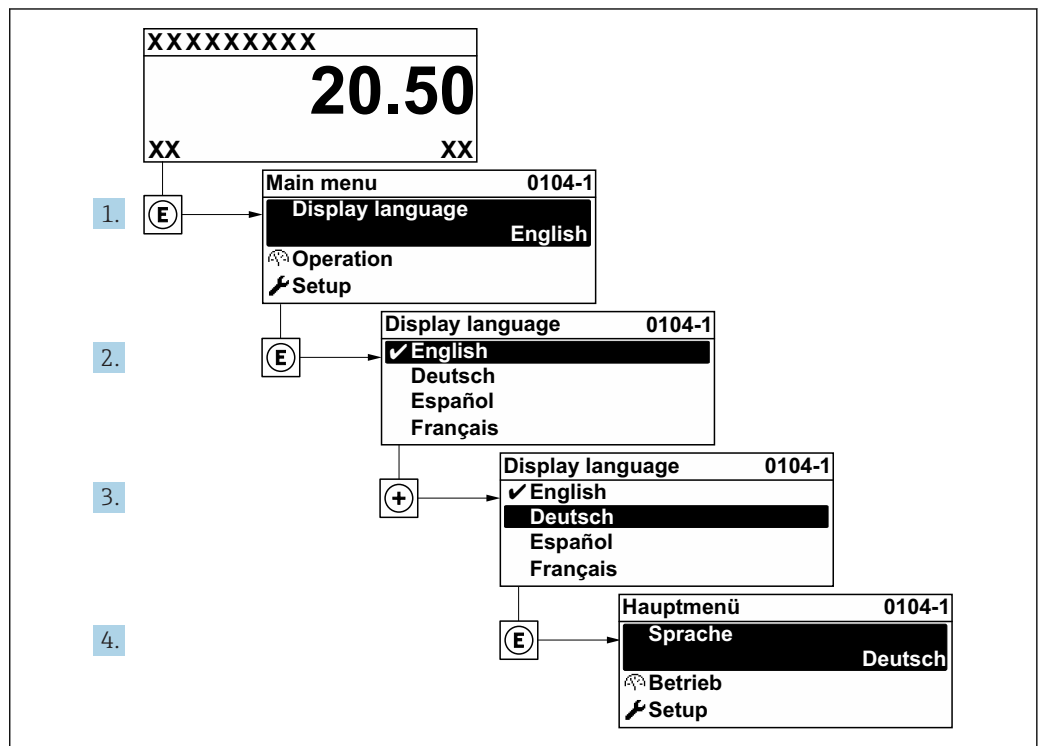 XXXXXXXXX
20.50
XX XX
1. E
Main menu 0104-1
Display language
English
Operation
Setup
2. E
Display language 0104-1
✔English
Deutsch
Español
Français
3. +
Display language 0104-1
✔English
Deutsch
Español
Français
4. E
Hauptmenü 0104-1
Sprache
Deutsch
Betrieb
Setup